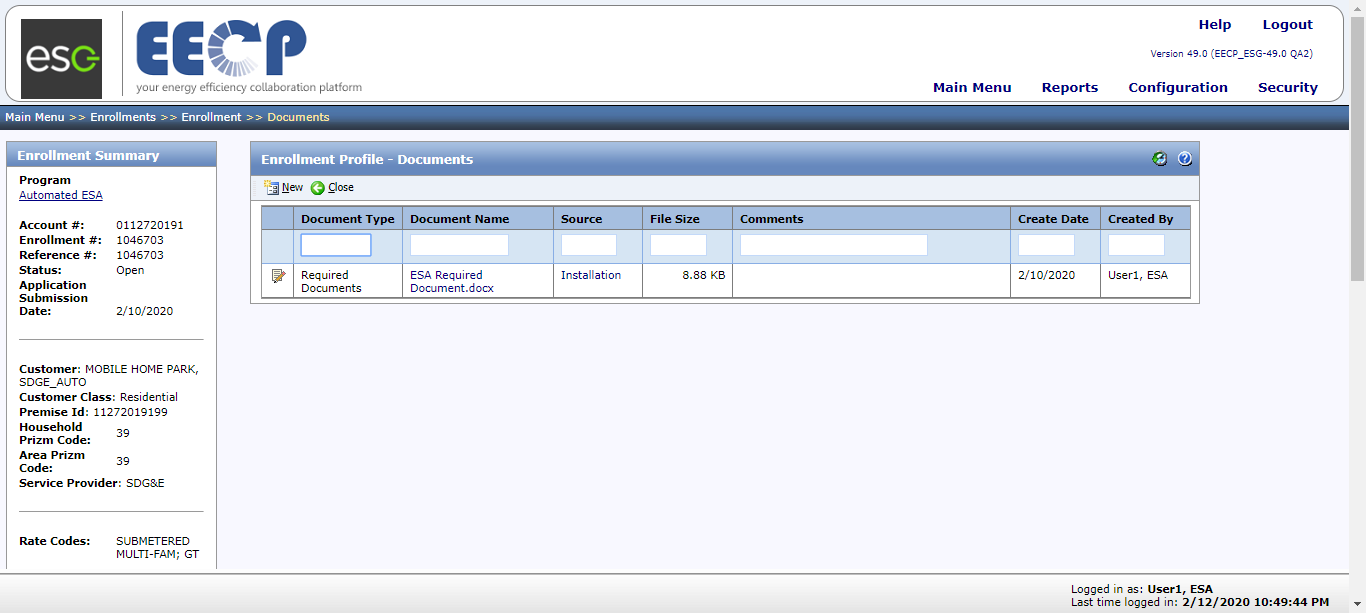 esc
EECP
your energy efficiency collaboration platform
Help Logout
Version 49.0 (EECP_ESG-49.0 QA2)
Main Menu Reports Configuration Security
Main Menu >> Enrollments >> Enrollment >> Documents
Enrollment Summary
Program
Automated ESA
Account #: 0112720191
Enrollment #: 1046703
Reference #: 1046703
Status: Open
Application
Submission
Date: 2/10/2020
Customer: MOBILE HOME PARK,
SDGE_AUTO
Customer Class: Residential
Premise Id: 11272019199
Household
Prizm Code: 39
Area Prizm
Code: 39
Service Provider: SDG&E
Rate Codes: SUBMETERED
MULTI-FAM; GT
Enrollment Profile - Documents
New Close
Document Type Document Name Source File Size Comments Create Date Created By
Required ESA Required Installation 8.88 KB 2/10/2020 User1, ESA
Documents Document.docx
Logged in as: User1, ESA
Last time logged in: 2/12/2020 10:49:44 PM